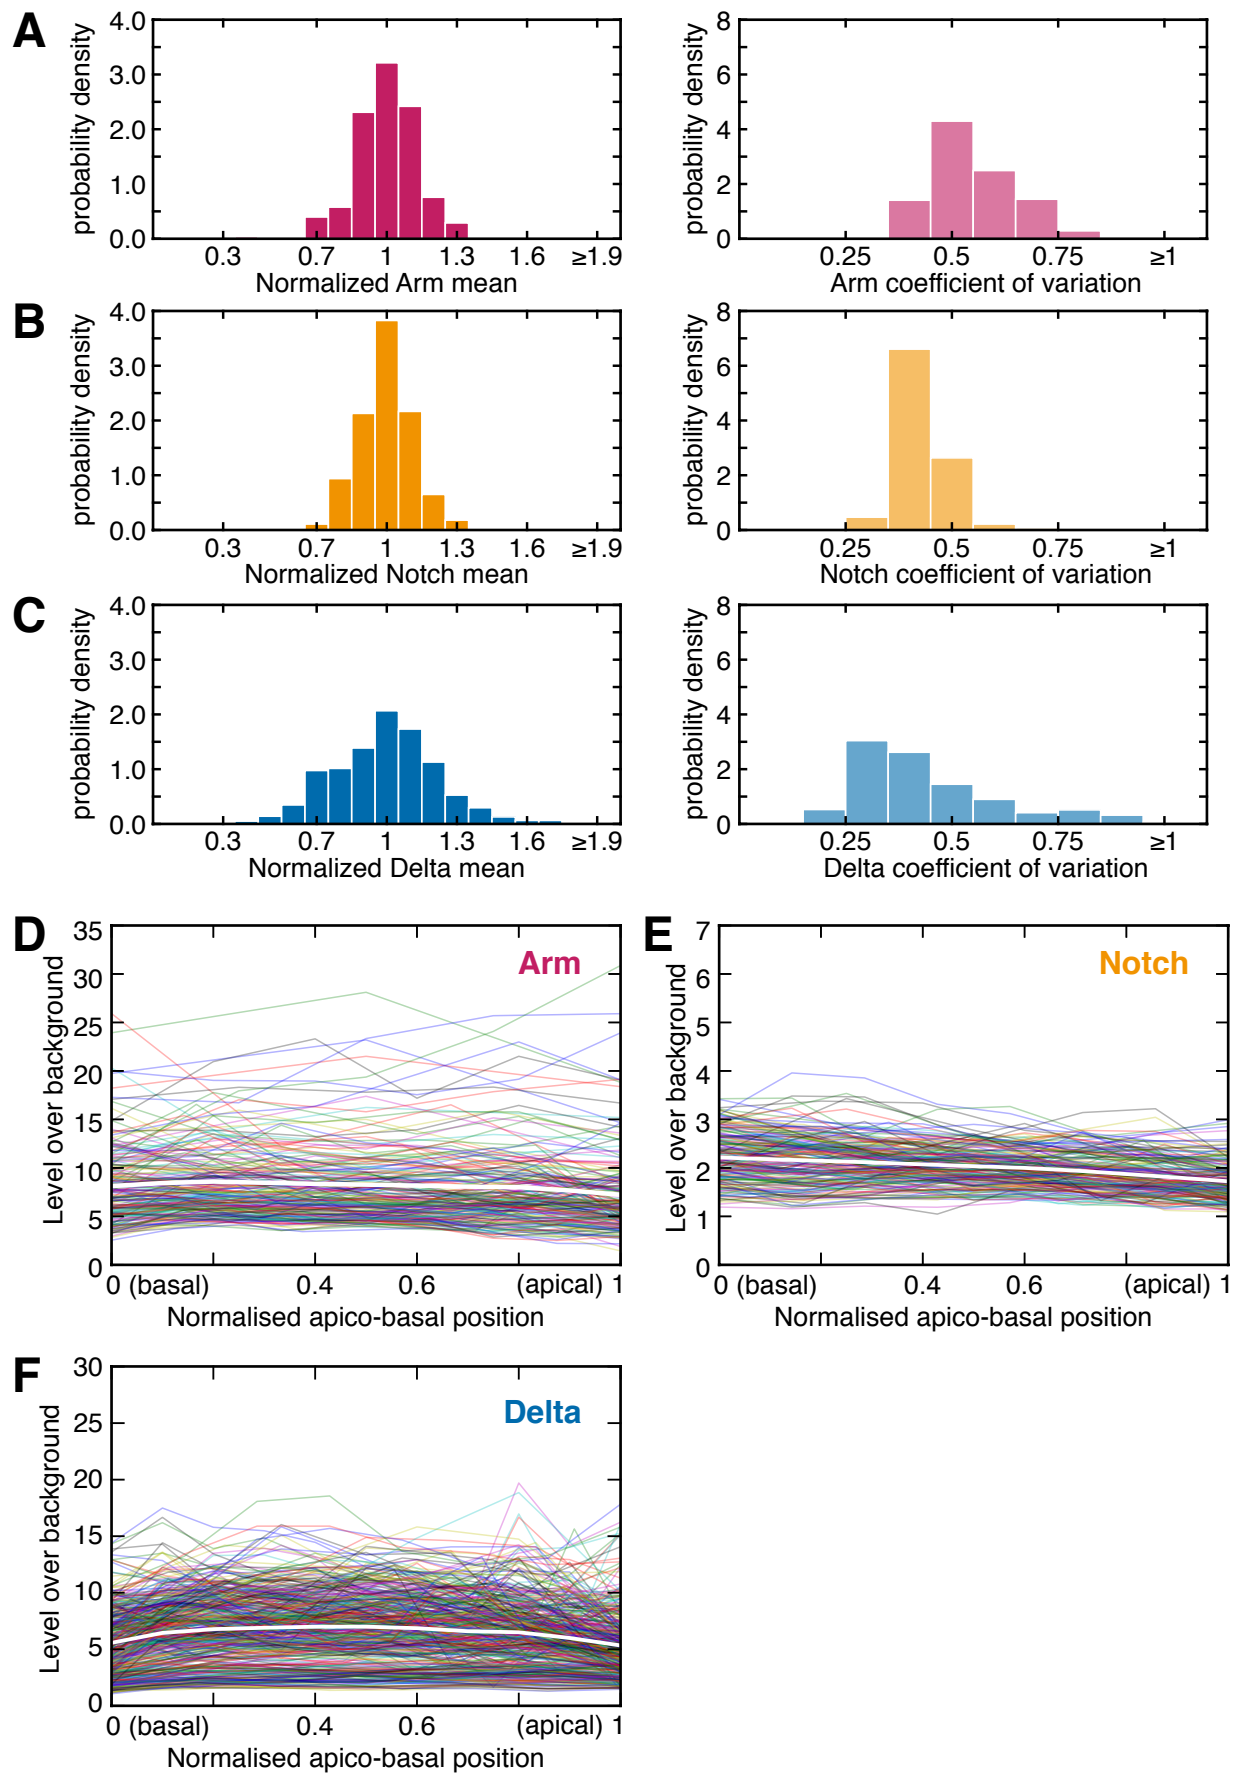 A
probability density
4.0
3.0
2.0
1.0
0.0
0.3 0.7 1 1.3 1.6 ≥1.9
Normalized Arm mean
probability density
8
6
4
2
0
0.25 0.5 0.75 ≥1
Arm coefficient of variation
B
probability density
4.0
3.0
2.0
1.0
0.0
0.3 0.7 1 1.3 1.6 ≥1.9
Normalized Notch mean
probability density
8
6
4
2
0
0.25 0.5 0.75 ≥1
Notch coefficient of variation
C
probability density
4.0
3.0
2.0
1.0
0.0
0.3 0.7 1 1.3 1.6 ≥1.9
Normalized Delta mean
probability density
8
6
4
2
0
0.25 0.5 0.75 ≥1
Delta coefficient of variation
D
Arm
Level over background
35
30
25
20
15
10
5
0
0 (basal) 0.4 0.6 (apical) 1
Normalised apico-basal position
E
Notch
Level over background
7
6
5
4
3
2
1
0
0 (basal) 0.4 0.6 (apical) 1
Normalised apico-basal position
F
Delta
Level over background
30
25
20
15
10
5
0
0 (basal) 0.4 0.6 (apical) 1
Normalised apico-basal position